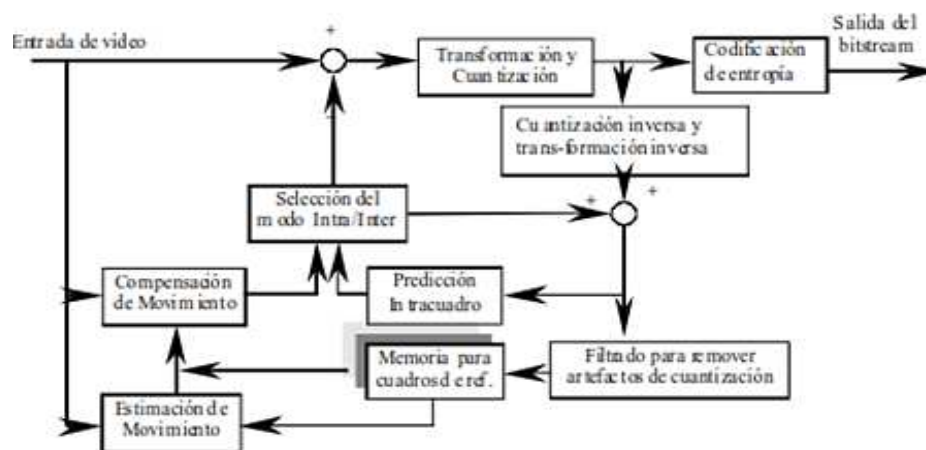 Entrada de video
+
Transformación y
Cuantización
Codificación
de entropía
Salida del
bitstream
-
Cuantización inversa y
trans-formación inversa
Selección del
modo Intra/Inter
+
+
Compensación
de Movimiento
Predicción
Intracuadro
Memoria para
cuadros de ref.
Filtrado para remover
artefactos de cuantización
Estimación de
Movimiento